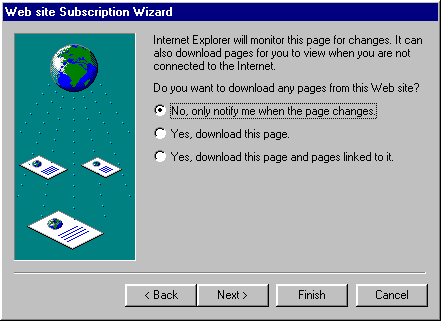 Web site Subscription Wizard
Internet Explorer will monitor this page for changes. It can
also download pages for you to view when you are not
connected to the Internet.
Do you want to download any pages from this Web site?
No, only notify me when the page changes.
Yes, download this page.
Yes, download this page and pages linked to it.
< Back
Next >
Finish
Cancel